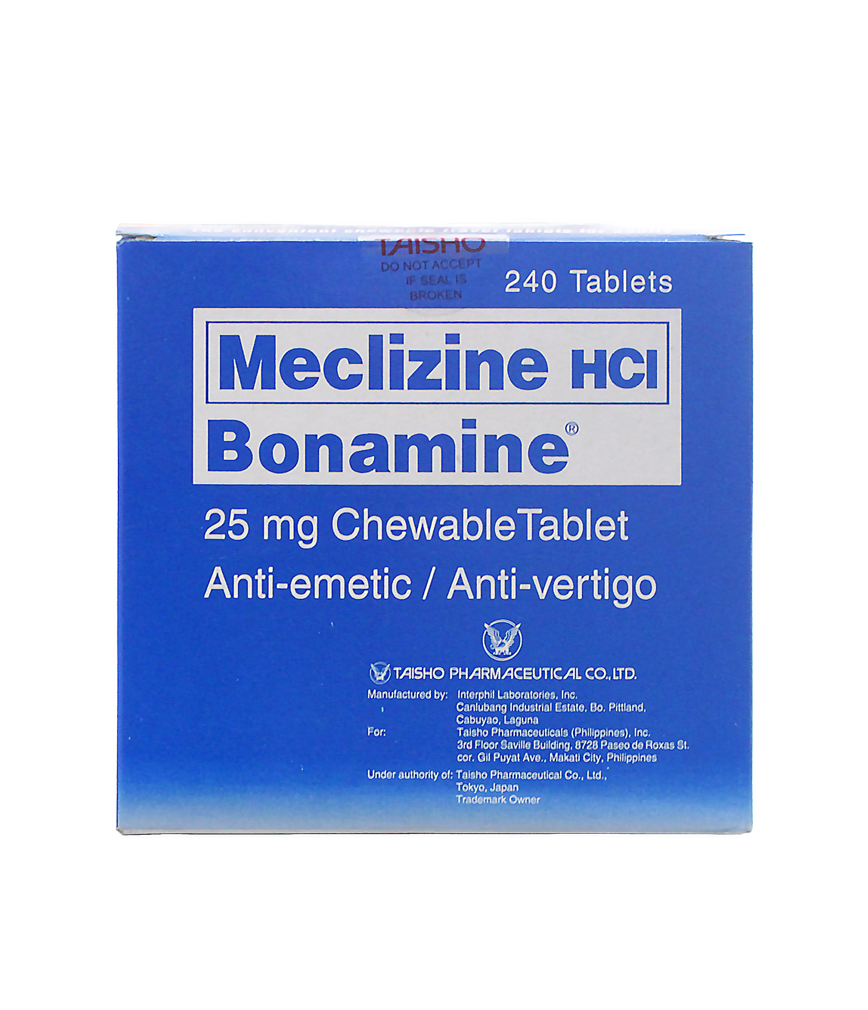 TAISHO
DO NOT ACCEPT
IF SEAL IS
BROKEN
240 Tablets
Meclizine HCl
Bonamine®
25 mg Chewable Tablet
Anti-emetic / Anti-vertigo
TAISHO PHARMACEUTICAL CO., LTD.
Manufactured by: Interphil Laboratories, Inc.
Canlubang Industrial Estate, Bo. Pittland,
Cabuyao, Laguna
For: Taisho Pharmaceuticals (Philippines), Inc.
3rd Floor Saville Building, 8728 Paseo de Roxas St.
cor. Gil Puyat Ave., Makati City, Philippines
Under authority of: Taisho Pharmaceutical Co., Ltd.,
Tokyo, Japan
Trademark Owner